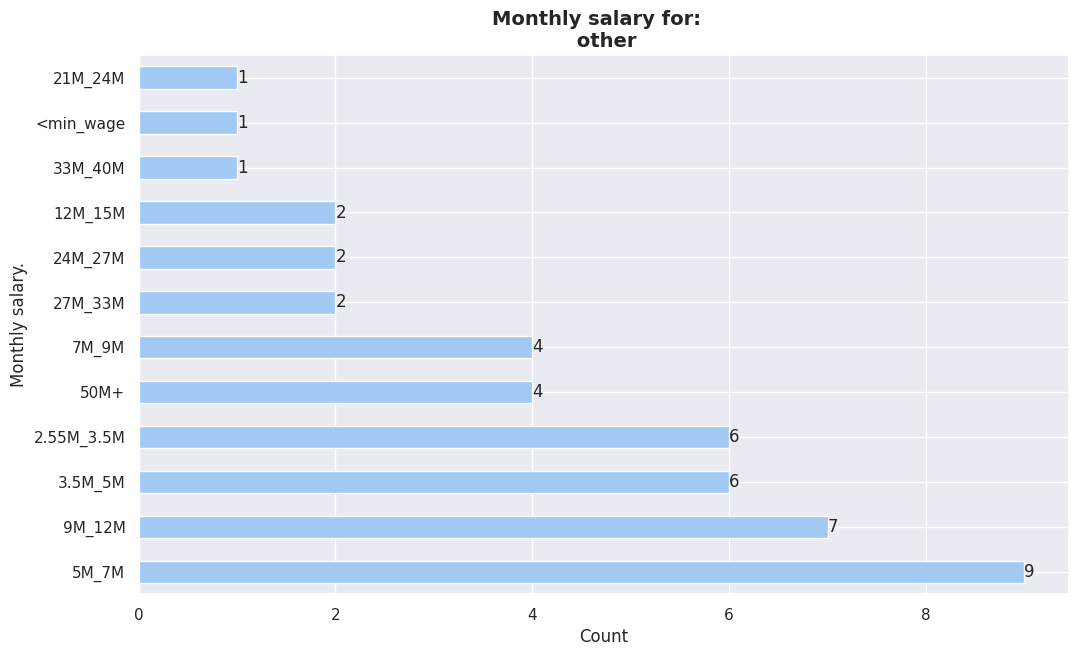 Monthly salary for:
other
21M_24M
1
<min_wage
1
33M_40M
1
12M_15M
2
24M_27M
2
27M_33M
2
7M_9M
4
50M+
4
2.55M_3.5M
6
3.5M_5M
6
9M_12M
7
5M_7M
9
Monthly salary.
0 2 4 6 8
Count